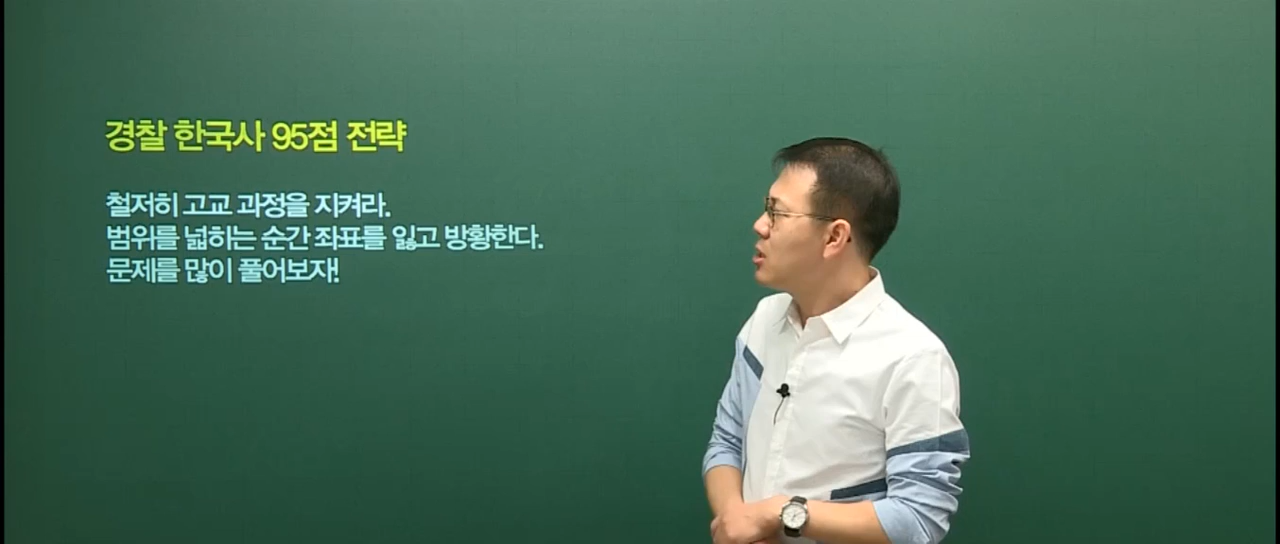 경찰 한국사 95점 전략
철저히 고교 과정을 지켜라.
범위를 넓히는 순간 좌표를 잃고 방황한다.
문제를 많이 풀어보자!